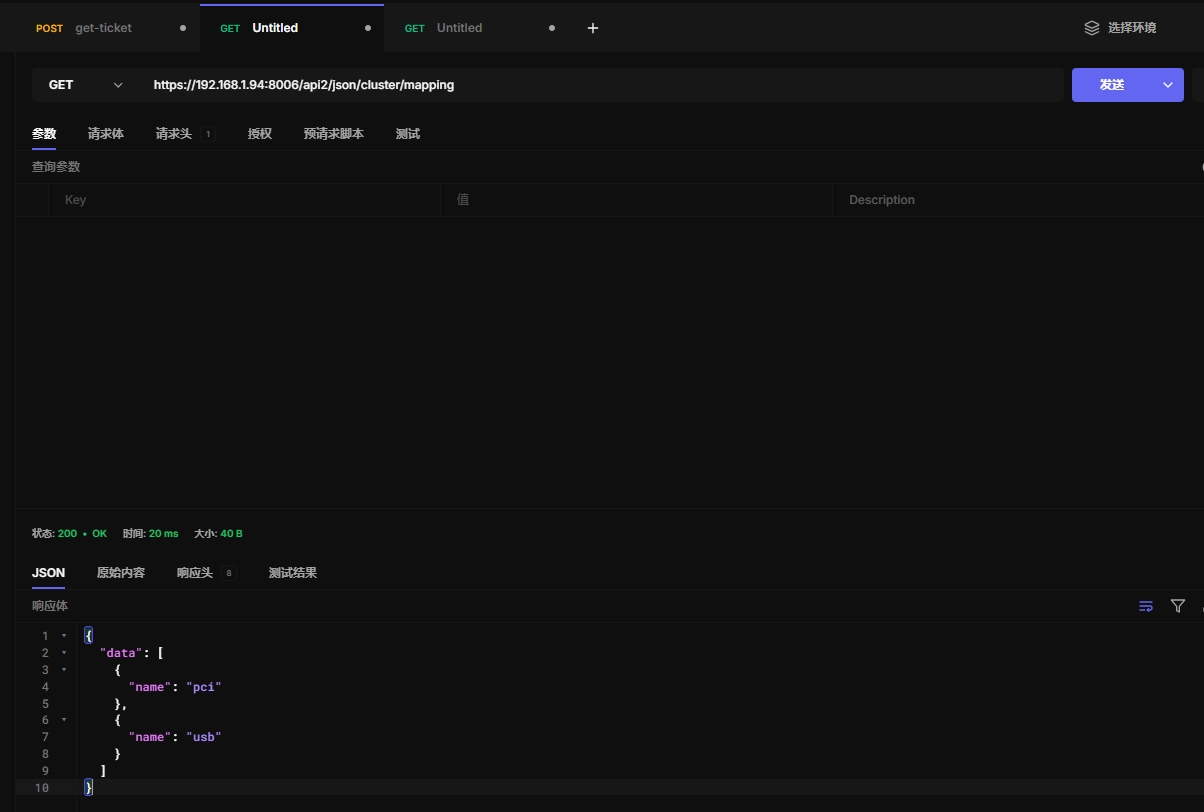 POST get-ticket GET Untitled GET Untitled + 选择环境
GET https://192.168.1.94:8006/api2/json/cluster/mapping 发送
参数 请求体 请求头 1 授权 预请求脚本 测试
查询参数
Key 值 Description
状态: 200 • OK 时间: 20 ms 大小: 40 B
JSON 原始内容 响应头 8 测试结果
响应体
1 {
2 "data": [
3 {
4 "name": "pci"
5 },
6 {
7 "name": "usb"
8 }
9 ]
10 }